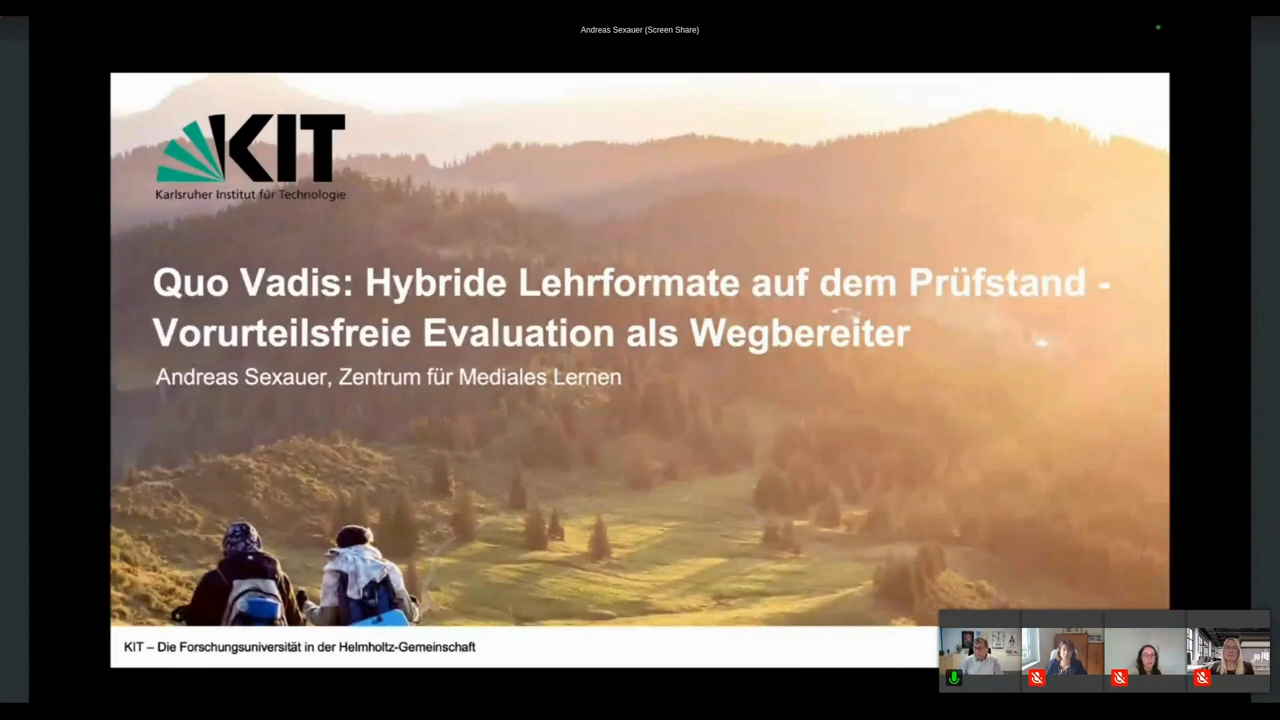 Andreas Sexauer (Screen Share)
KIT
Karlsruher Institut für Technologie
Quo Vadis: Hybride Lehrformate auf dem Prüfstand -
Vorurteilsfreie Evaluation als Wegbereiter
Andreas Sexauer, Zentrum für Mediales Lernen
KIT – Die Forschungsuniversität in der Helmholtz-Gemeinschaft